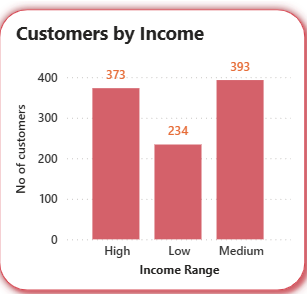 Customers by Income
No of customers
400
300
200
100
0
373
234
393
High Low Medium
Income Range